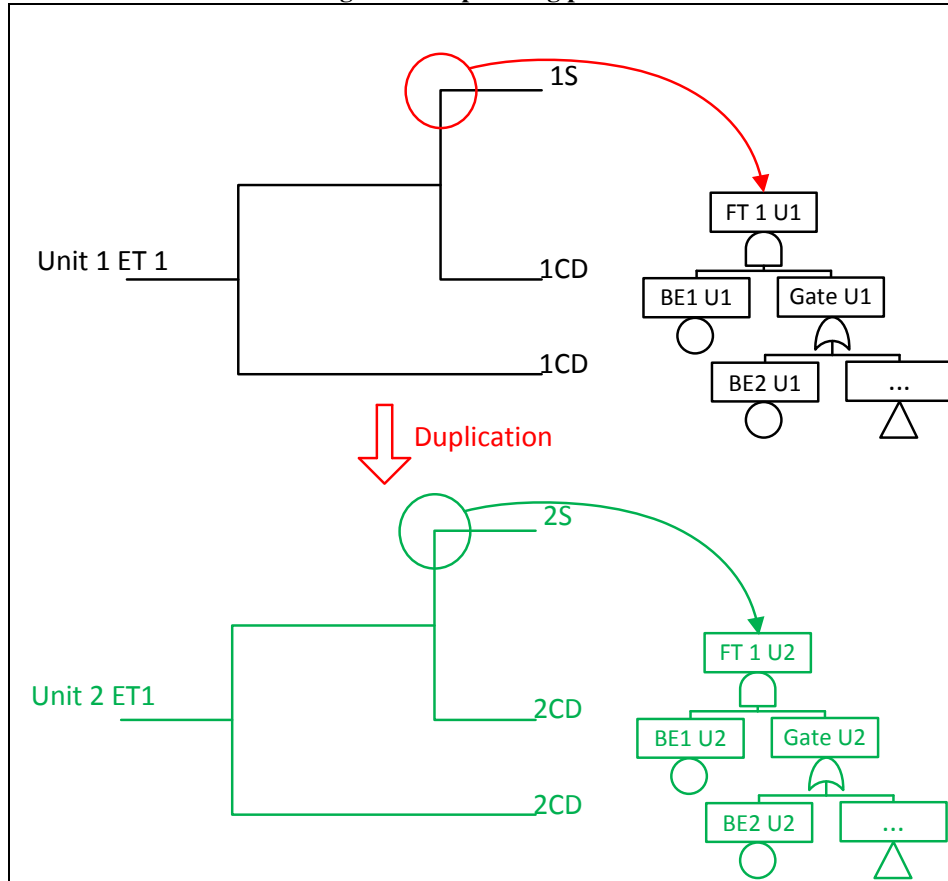 1S
FT 1 U1
Unit 1 ET 1
1CD
BE1 U1
Gate U1
1CD
BE2 U1
...
Duplication
2S
FT 1 U2
Unit 2 ET1
2CD
BE1 U2
Gate U2
2CD
BE2 U2
...